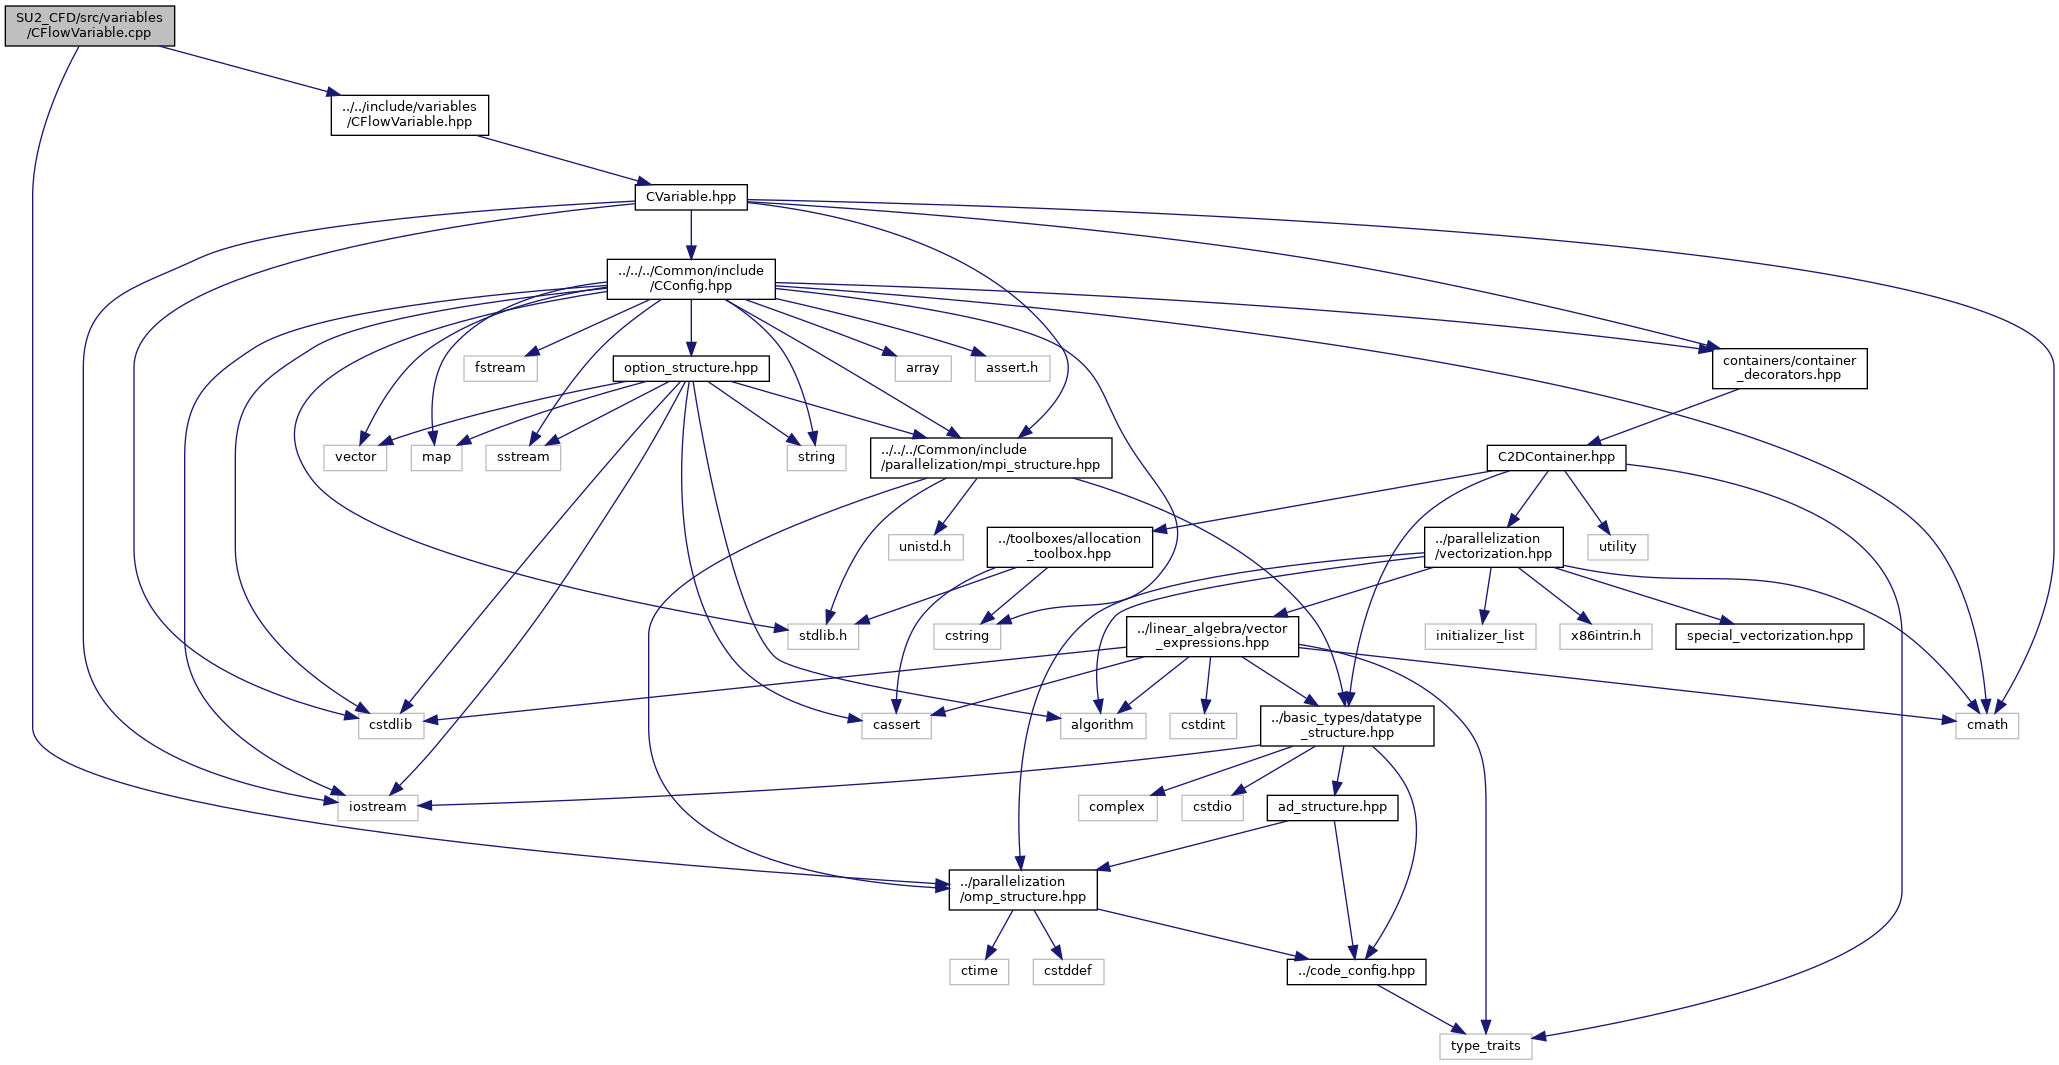 SU2_CFD/src/variables
/CFlowVariable.cpp
../../include/variables
/CFlowVariable.hpp
CVariable.hpp
../../../Common/include
/CConfig.hpp
containers/container
_decorators.hpp
fstream
option_structure.hpp
array
assert.h
vector
map
sstream
string
../../../Common/include
/parallelization/mpi_structure.hpp
C2DContainer.hpp
unistd.h
../toolboxes/allocation
_toolbox.hpp
../parallelization
/vectorization.hpp
utility
stdlib.h
cstring
../linear_algebra/vector
_expressions.hpp
initializer_list
x86intrin.h
special_vectorization.hpp
cstdlib
cassert
algorithm
cstdint
../basic_types/datatype
_structure.hpp
cmath
iostream
complex
cstdio
ad_structure.hpp
../parallelization
/omp_structure.hpp
ctime
cstddef
../code_config.hpp
type_traits